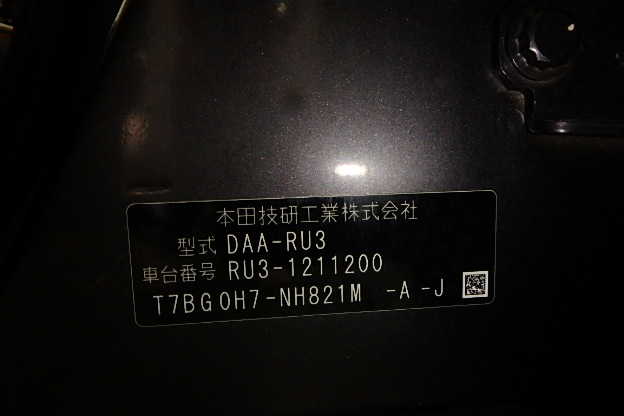 本田技研工業株式会社
型式 DAA-RU3
車台番号 RU3-1211200
T7BG0H7-NH821M -A -J